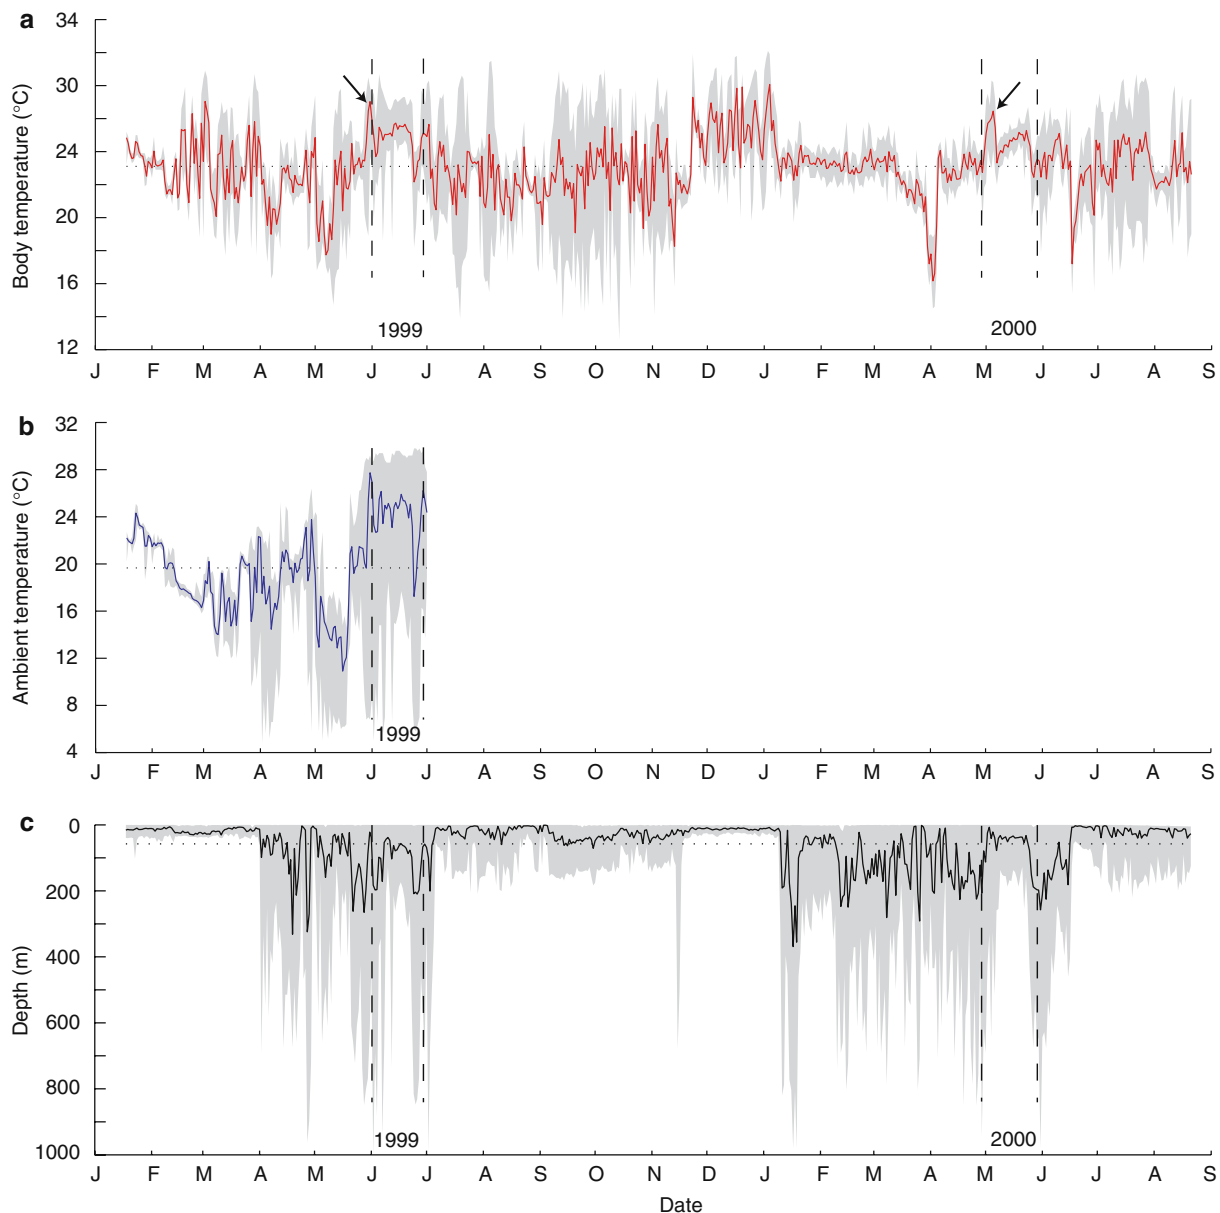 a
Body temperature (°C)
34
30
24
20
16
12
1999
2000
J F M A M J J A S O N D J F M A M J J A S
b
Ambient temperature (°C)
32
28
24
20
16
12
8
4
1999
J F M A M J J A S O N D J F M A M J J A S
c
Depth (m)
0
200
400
600
800
1000
1999
2000
J F M A M J J A S O N D J F M A M J J A S
Date